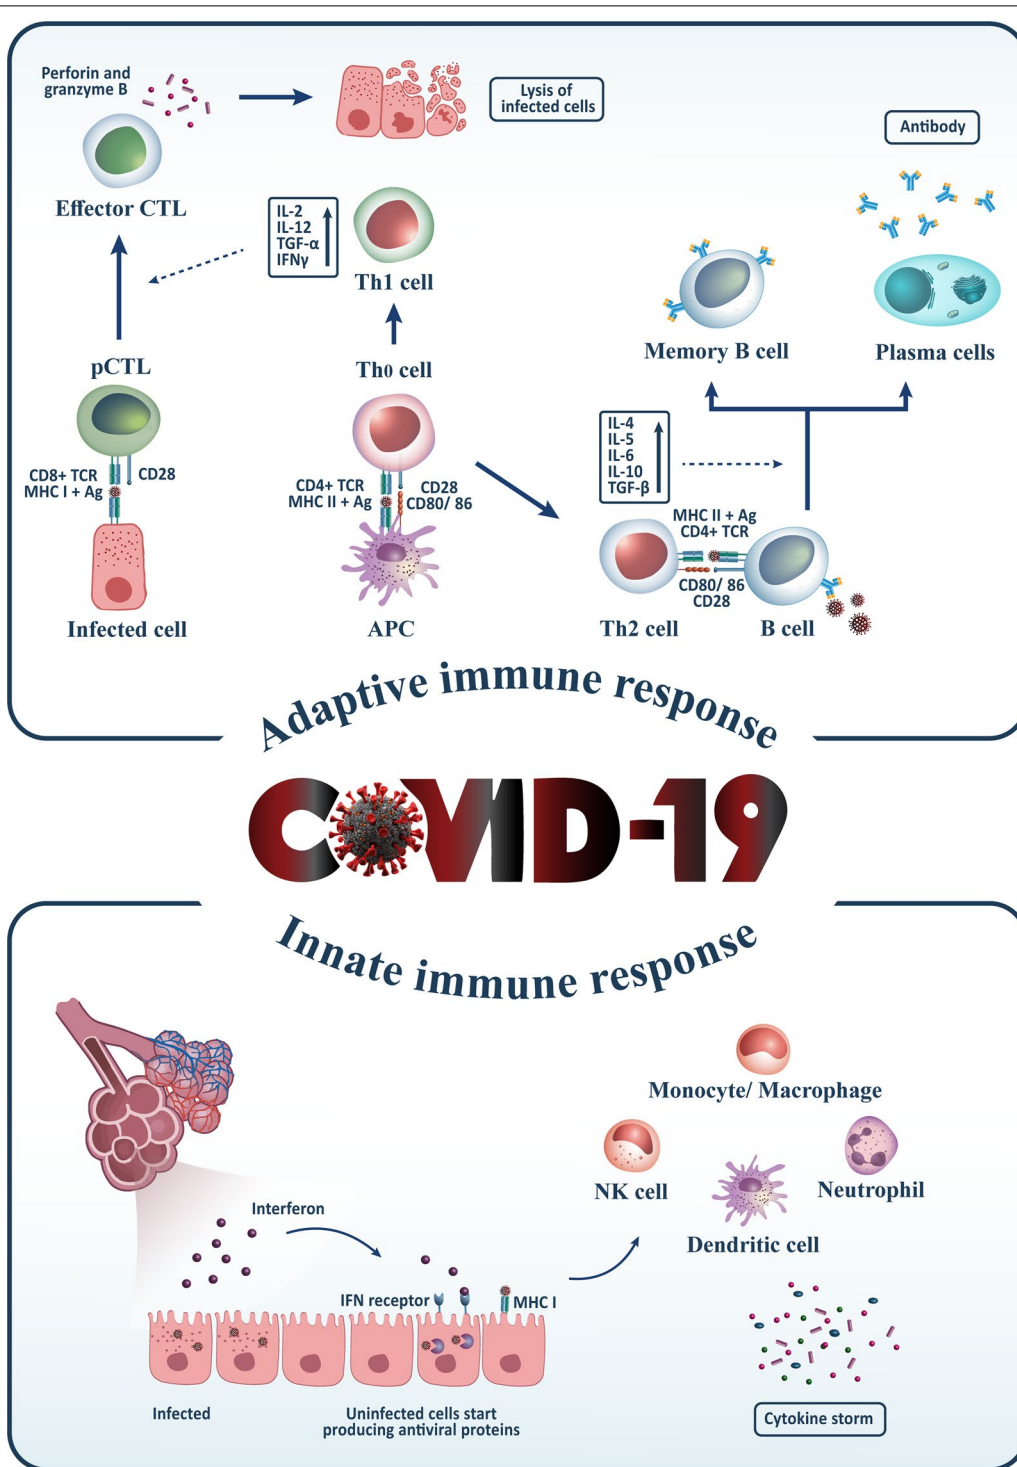 Perforin and
granzyme B
Lysis of
infected cells
Antibody
Effector CTL
IL-2
IL-12
TGF-α
IFNγ
Th1 cell
Memory B cell
Plasma cells
pCTL
Th0 cell
IL-4
IL-5
IL-6
IL-10
TGF-β
CD8+ TCR
MHC I + Ag
CD28
CD4+ TCR
MHC II + Ag
CD28
CD80/ 86
MHC II + Ag
CD4+ TCR
CD80/ 86
CD28
Infected cell
APC
Th2 cell
B cell
Adaptive immune response
COVID-19
Innate immune response
Monocyte/ Macrophage
NK cell
Neutrophil
Dendritic cell
Interferon
IFN receptor
MHC I
Infected
Uninfected cells start
producing antiviral proteins
Cytokine storm